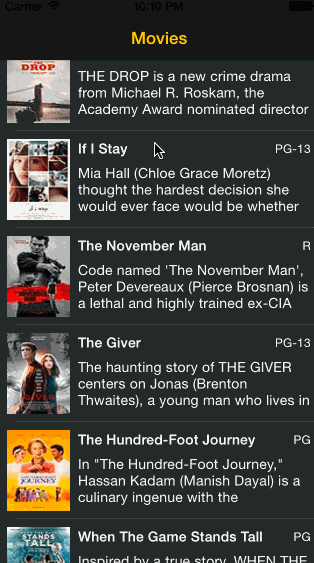 Carrier 10:10 PM
Movies
THE DROP
THE DROP is a new crime drama
from Michael R. Roskam, the
Academy Award nominated director
If I Stay PG-13
Mia Hall (Chloe Grace Moretz)
thought the hardest decision she
would ever face would be whether
The November Man R
Code named 'The November Man',
Peter Devereaux (Pierce Brosnan) is
a lethal and highly trained ex-CIA
The Giver PG-13
The haunting story of THE GIVER
centers on Jonas (Brenton
Thwaites), a young man who lives in
The Hundred-Foot Journey PG
In "The Hundred-Foot Journey,"
Hassan Kadam (Manish Dayal) is a
culinary ingenue with the
JOURNEY
When The Game Stands Tall PG
STANDS
TALL
Inspired by a true story, WHEN THE